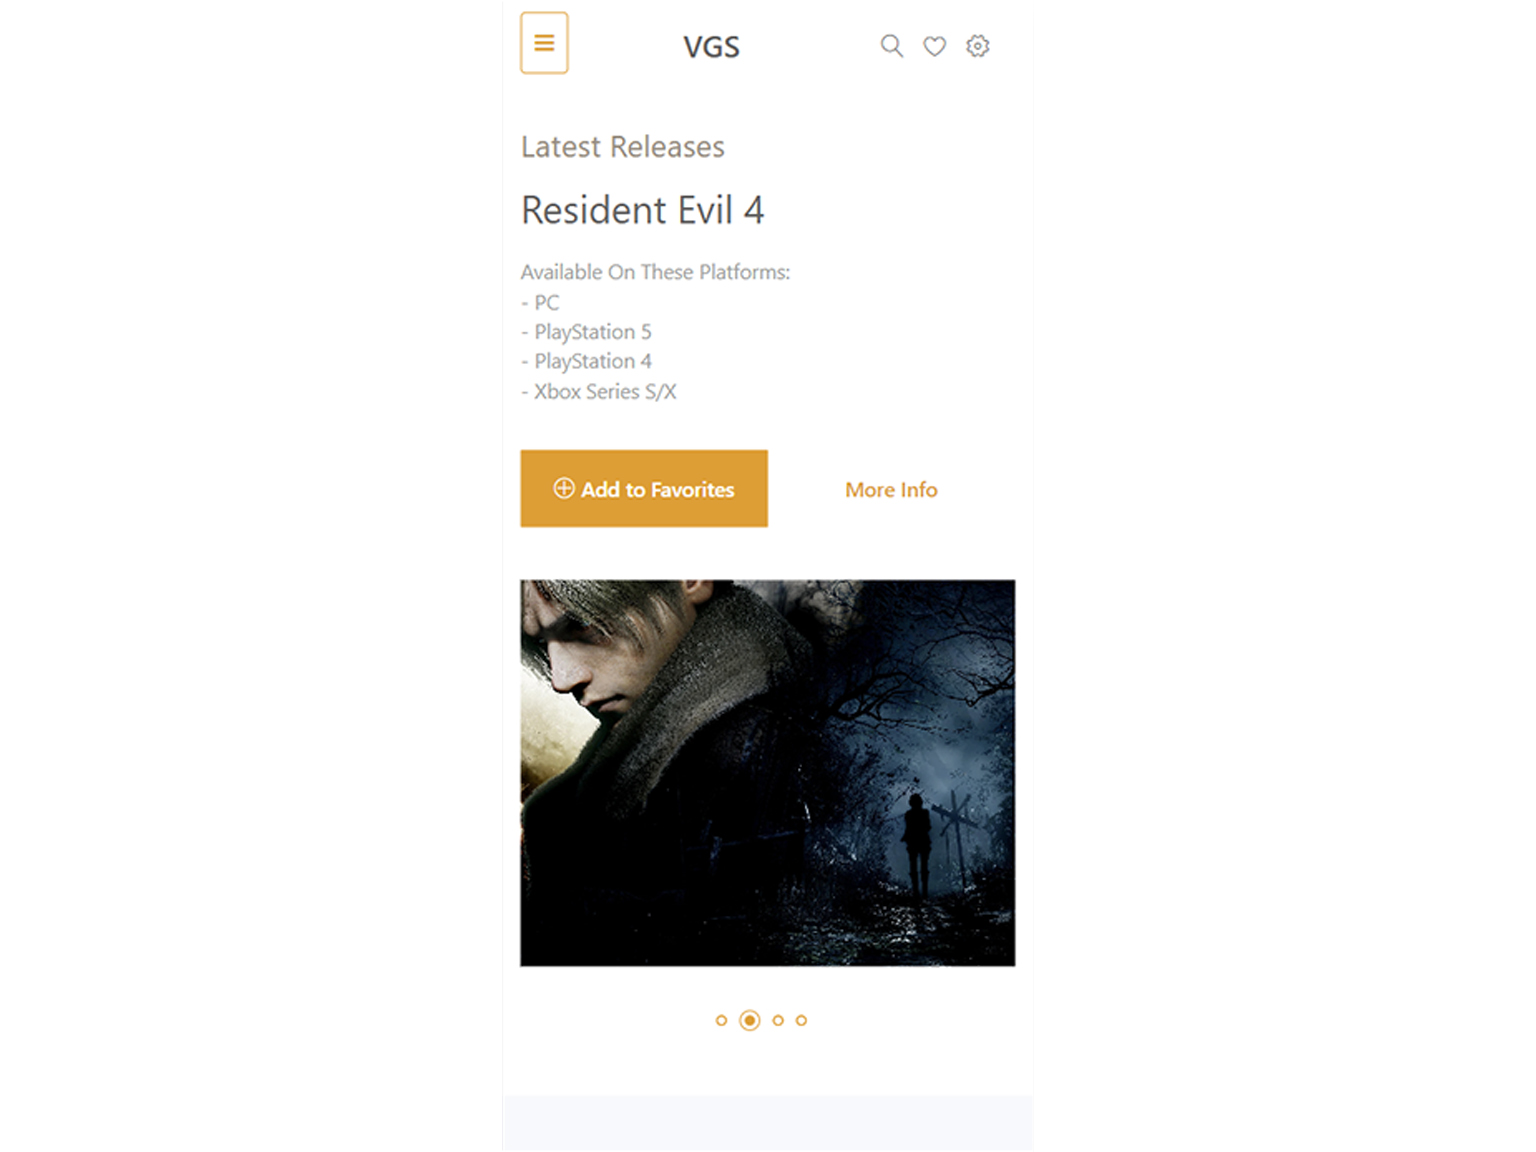 VGS
Latest Releases
Resident Evil 4
Available On These Platforms:
- PC
- PlayStation 5
- PlayStation 4
- Xbox Series S/X
Add to Favorites
More Info